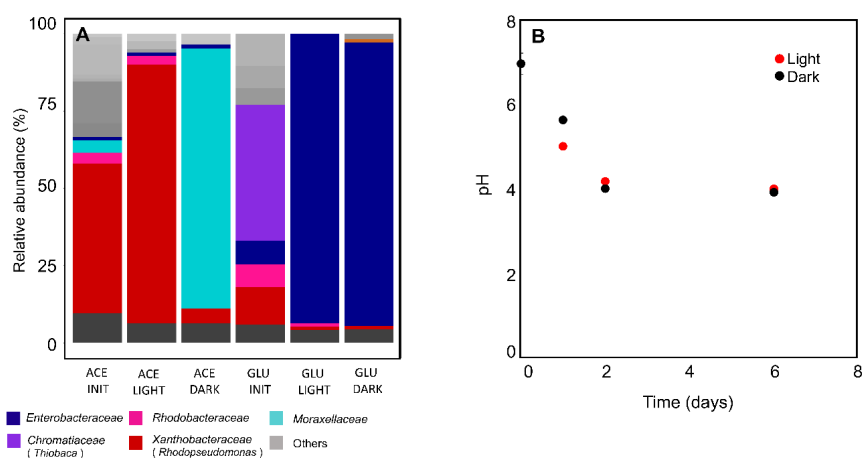 A
100
75
50
25
0
Relative abundance (%)
ACE INIT
ACE LIGHT
ACE DARK
GLU INIT
GLU LIGHT
GLU DARK
Enterobacteraceae
Rhodobacteraceae
Moraxellaceae
Chromatiaceae
( Thiobaca )
Xanthobacteraceae
( Rhodopseudomonas )
Others
B
Light
Dark
8
6
4
2
0
pH
0 2 4 6 8
Time (days)